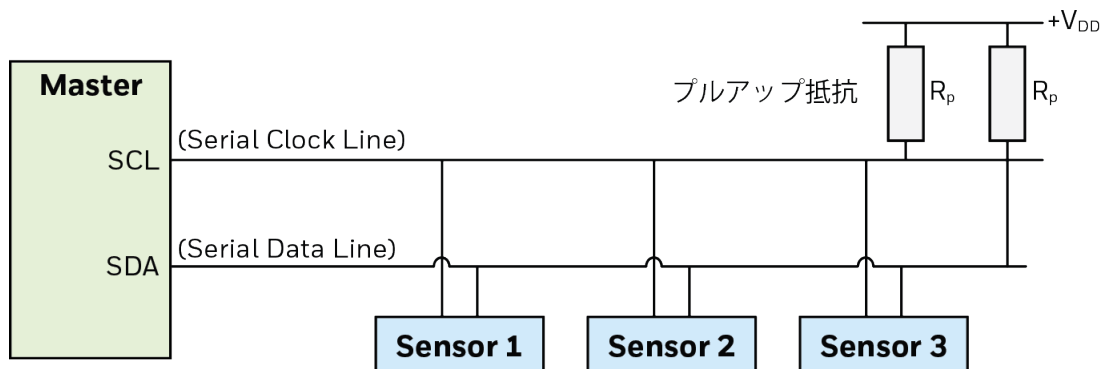 +VDD
Master
プルアップ抵抗
Rp
Rp
(Serial Clock Line)
SCL
(Serial Data Line)
SDA
Sensor 1
Sensor 2
Sensor 3